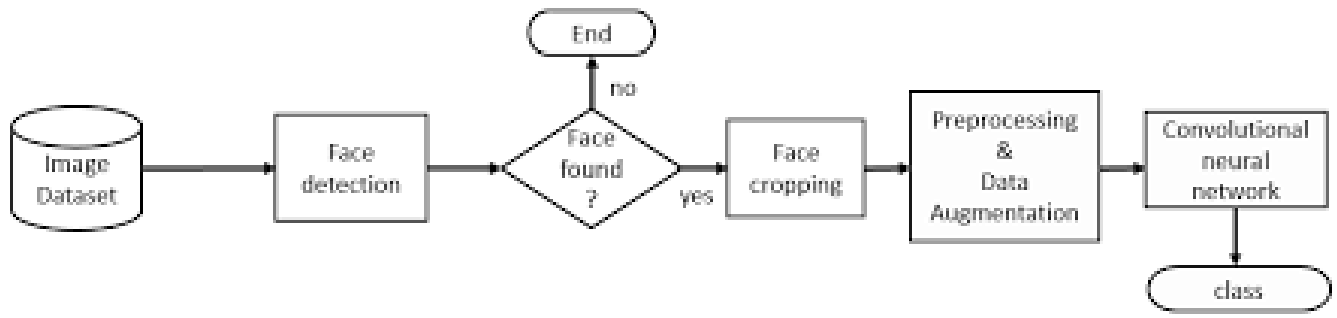 Image
Dataset
Face
detection
Face
found
?
End
no
yes
Face
cropping
Preprocessing
&
Data
Augmentation
Convolutional
neural
network
class